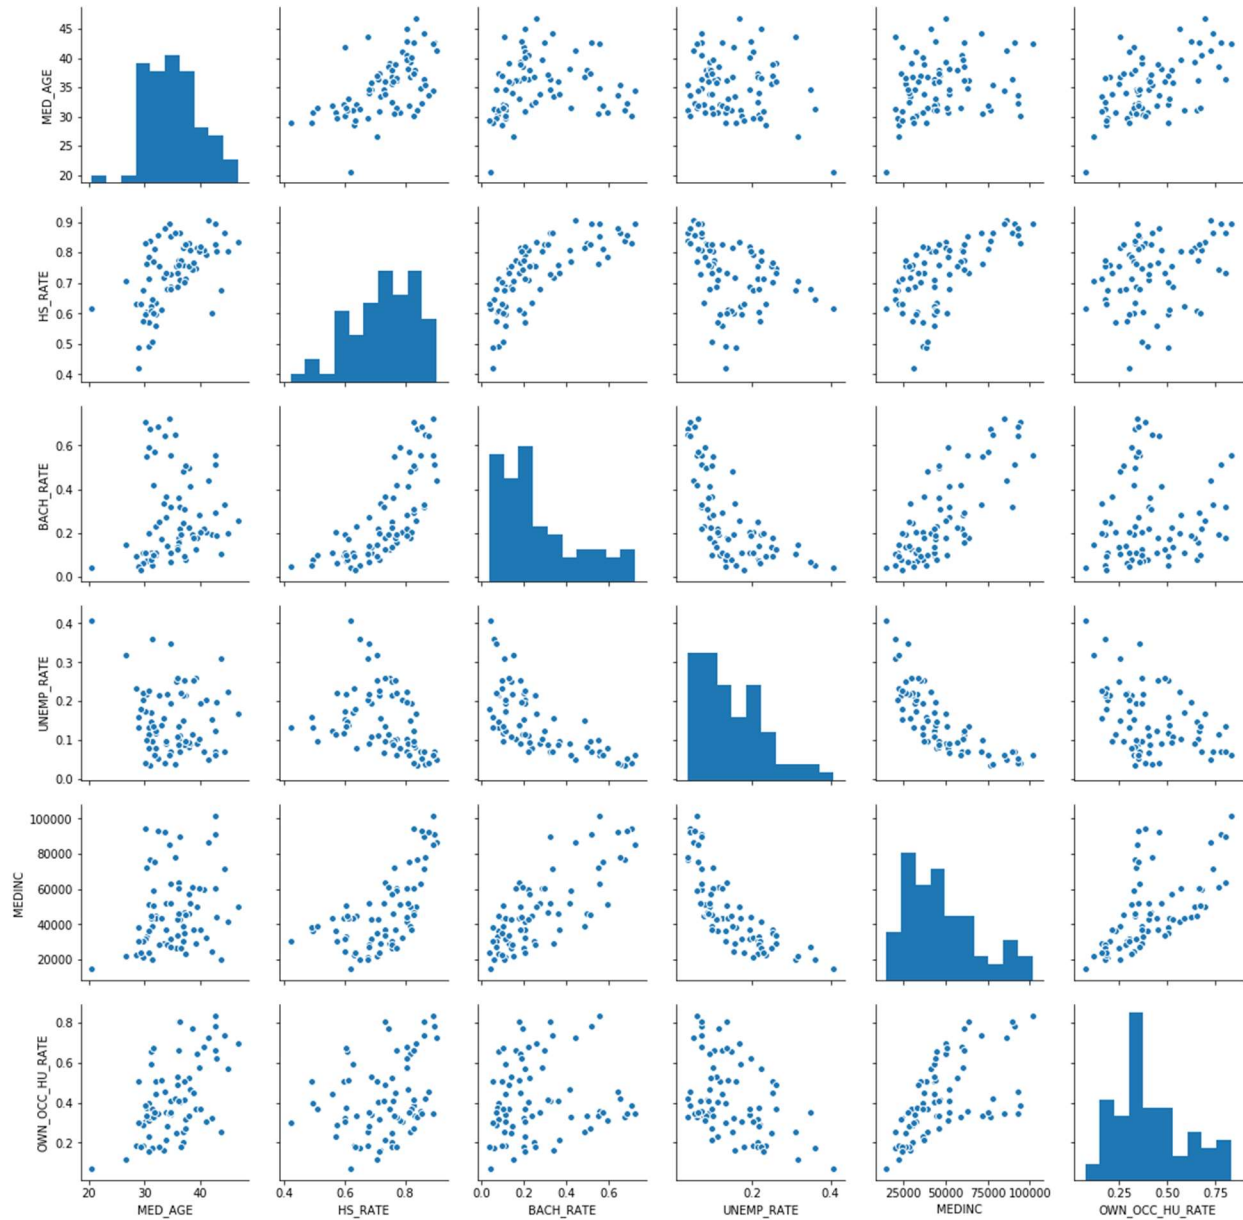 45
40
35
30
25
20
MED_AGE
0.9
0.8
0.7
0.6
0.5
0.4
HS_RATE
0.6
0.4
0.2
0.0
BACH_RATE
0.4
0.3
0.2
0.1
0.0
UNEMP_RATE
100000
80000
60000
40000
20000
MEDINC
0.8
0.6
0.4
0.2
OWN_OCC_HU_RATE
20 30 40
MED_AGE
0.4 0.6 0.8
HS_RATE
0.0 0.2 0.4 0.6
BACH_RATE
0.2 0.4
UNEMP_RATE
25000 50000 75000 100000
MEDINC
0.25 0.50 0.75
OWN_OCC_HU_RATE